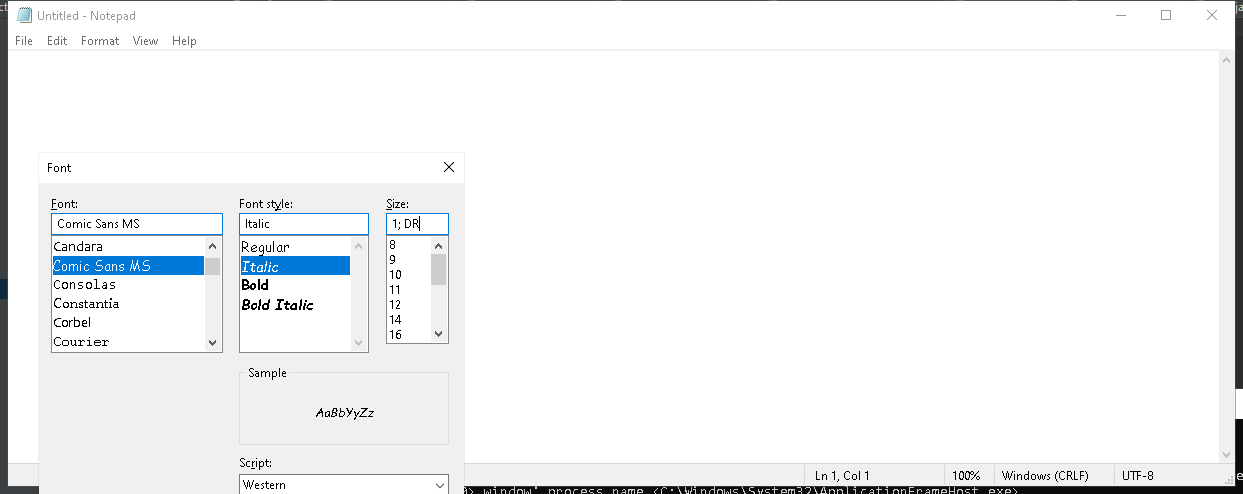 Untitled - Notepad
File Edit Format View Help
Font
Font: Font style: Size:
Comic Sans MS Italic 1; DR
Candara Regular 8
Comic Sans MS Italic 9
Consolas Bold 10
Constantia Bold Italic 11
Corbel 12
Courier 14
16
Sample
AaBbYyZz
Script:
Western
Ln 1, Col 1 100% Windows (CRLF) UTF-8
window" process name <C:\Windows\System32\ApplicationFrameHost.exe>